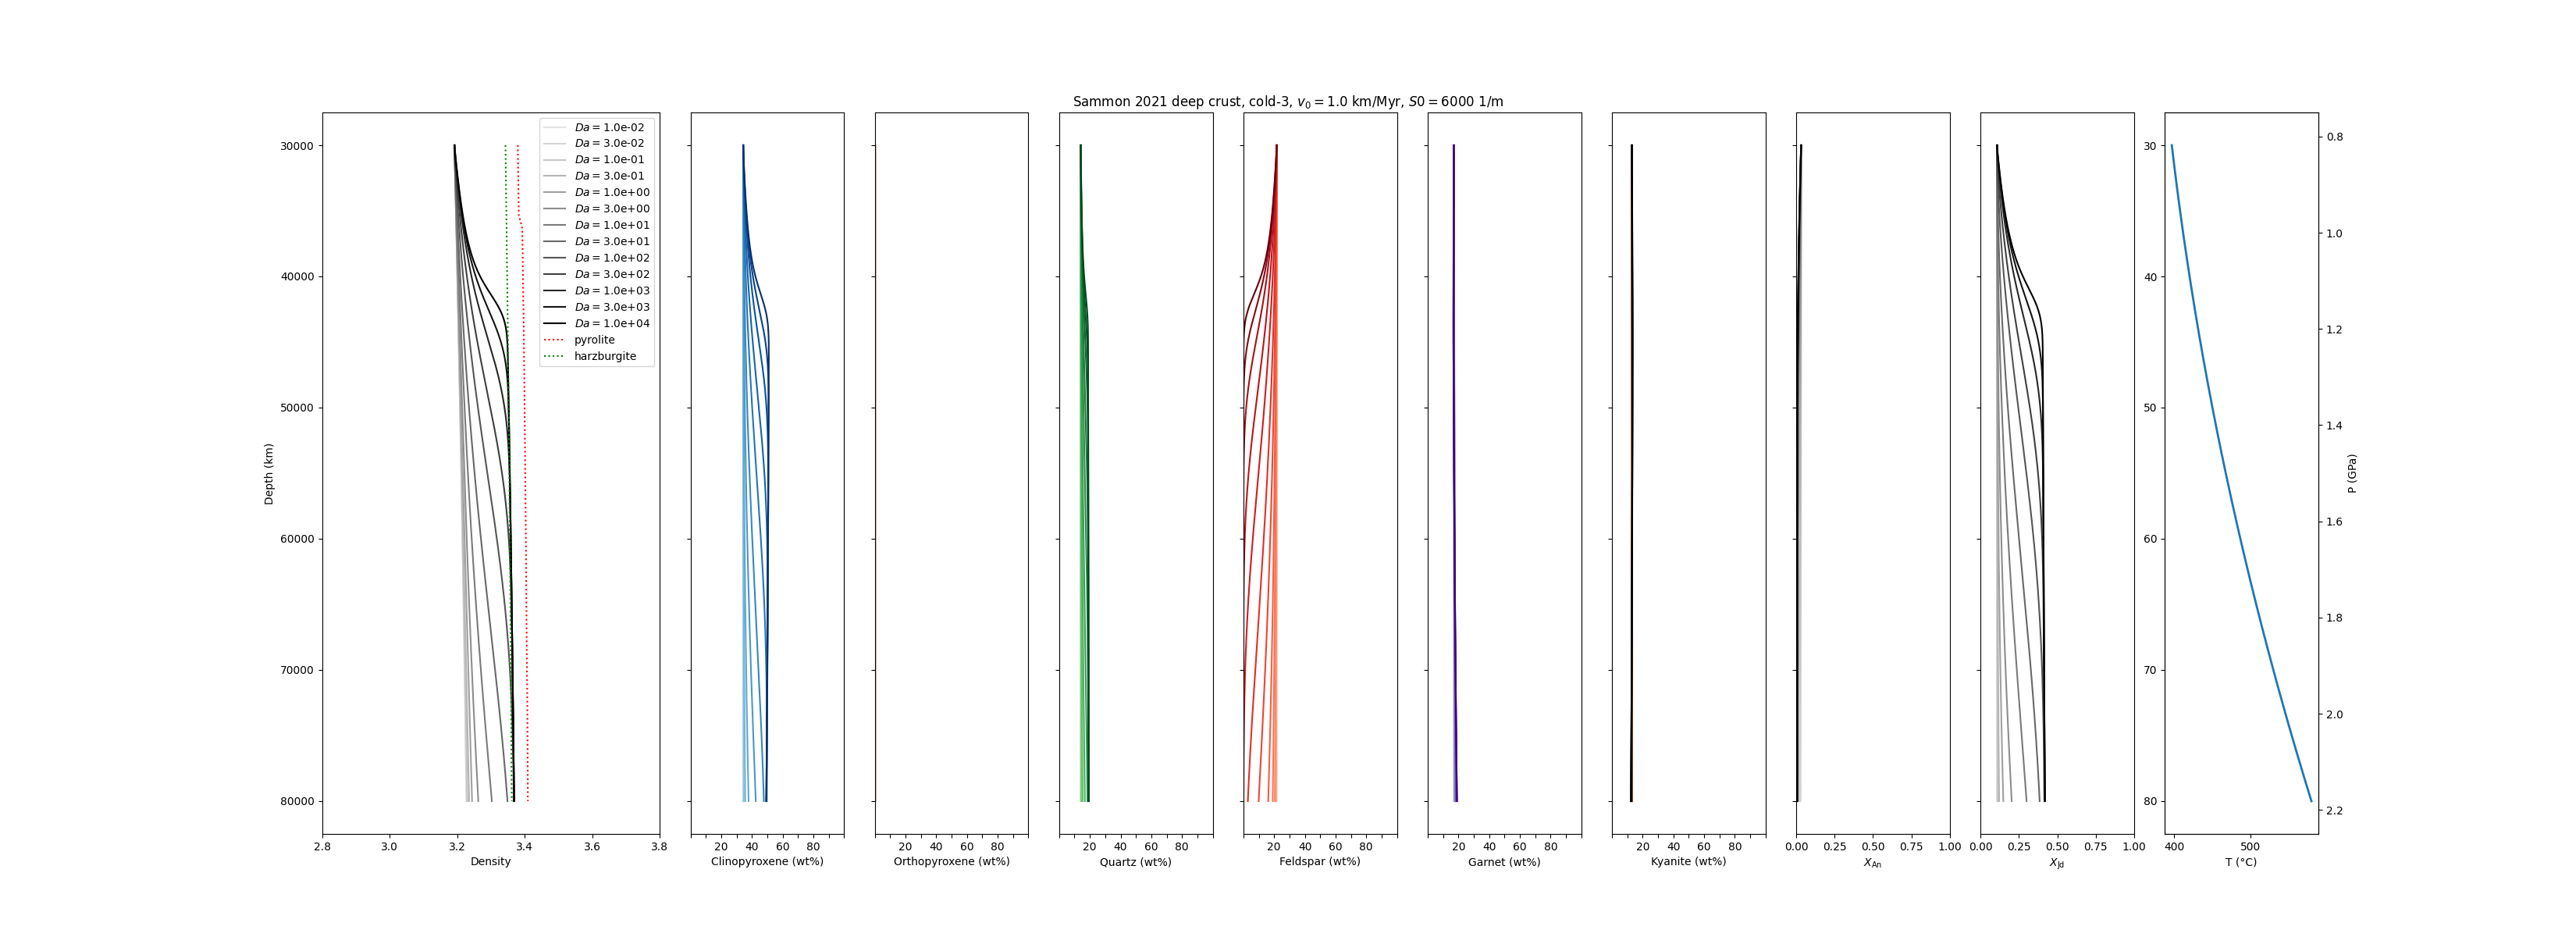 Sammon 2021 deep crust, cold-3, v₀ = 1.0 km/Myr, S0 = 6000 1/m
Da = 1.0e-02
Da = 3.0e-02
Da = 1.0e-01
Da = 3.0e-01
Da = 1.0e+00
Da = 3.0e+00
Da = 1.0e+01
Da = 3.0e+01
Da = 1.0e+02
Da = 3.0e+02
Da = 1.0e+03
Da = 3.0e+03
Da = 1.0e+04
pyrolite
harzburgite
30000
40000
50000
60000
70000
80000
Depth (km)
2.8 3.0 3.2 3.4 3.6 3.8
Density
20 40 60 80
Clinopyroxene (wt%)
20 40 60 80
Orthopyroxene (wt%)
20 40 60 80
Quartz (wt%)
20 40 60 80
Feldspar (wt%)
20 40 60 80
Garnet (wt%)
20 40 60 80
Kyanite (wt%)
0.00 0.25 0.50 0.75 1.00
X_An
0.00 0.25 0.50 0.75 1.00
X_Jd
30
40
50
60
70
80
400 500
T (°C)
0.8
1.0
1.2
1.4
1.6
1.8
2.0
2.2
P (GPa)